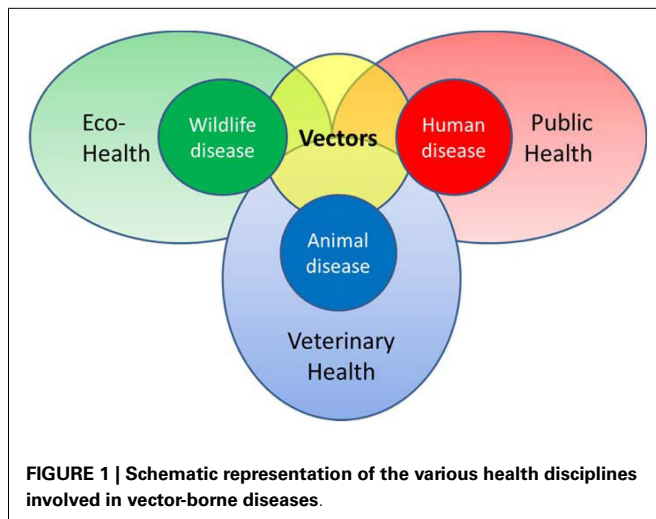 Eco-
Health
Wildlife
disease
Vectors
Human
disease
Public
Health
Animal
disease
Veterinary
Health
FIGURE 1 | Schematic representation of the various health disciplines
involved in vector-borne diseases.